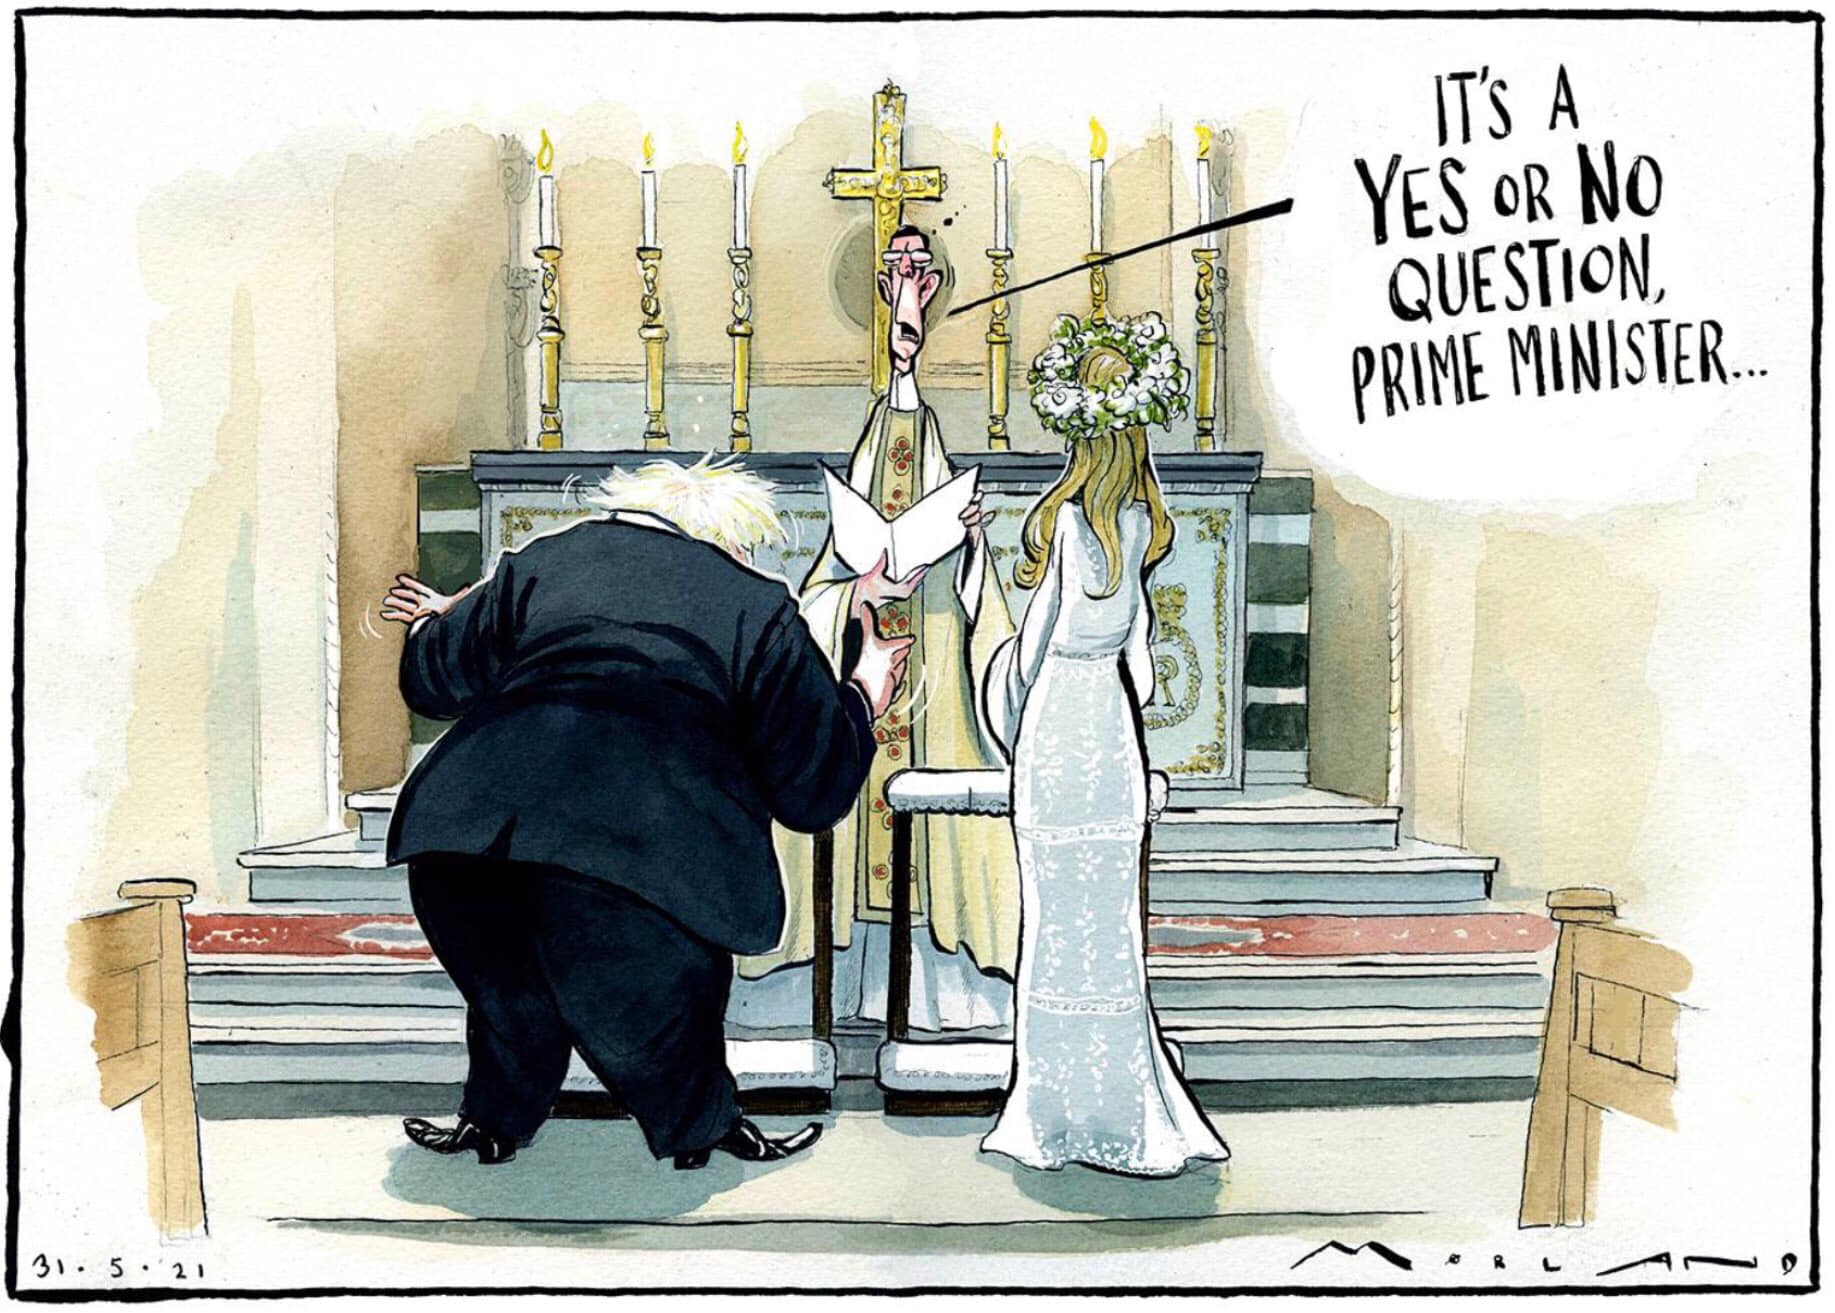 IT'S A
YES OR NO
QUESTION,
PRIME MINISTER...
31.5.21
MORLAND